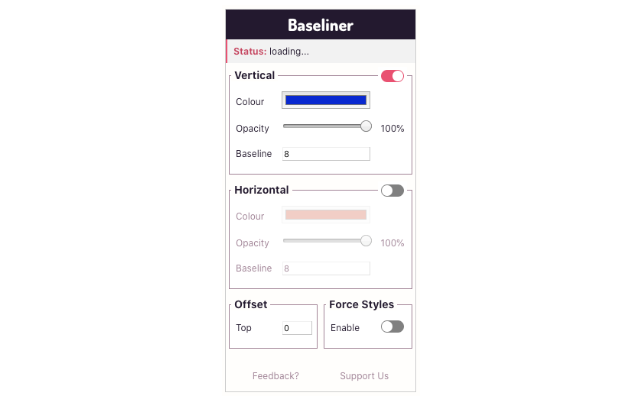 Baseliner
Status: loading...
Vertical
Colour
Opacity 100%
Baseline 8
Horizontal
Colour
Opacity 100%
Baseline 8
Offset Force Styles
Top 0 Enable
Feedback? Support Us